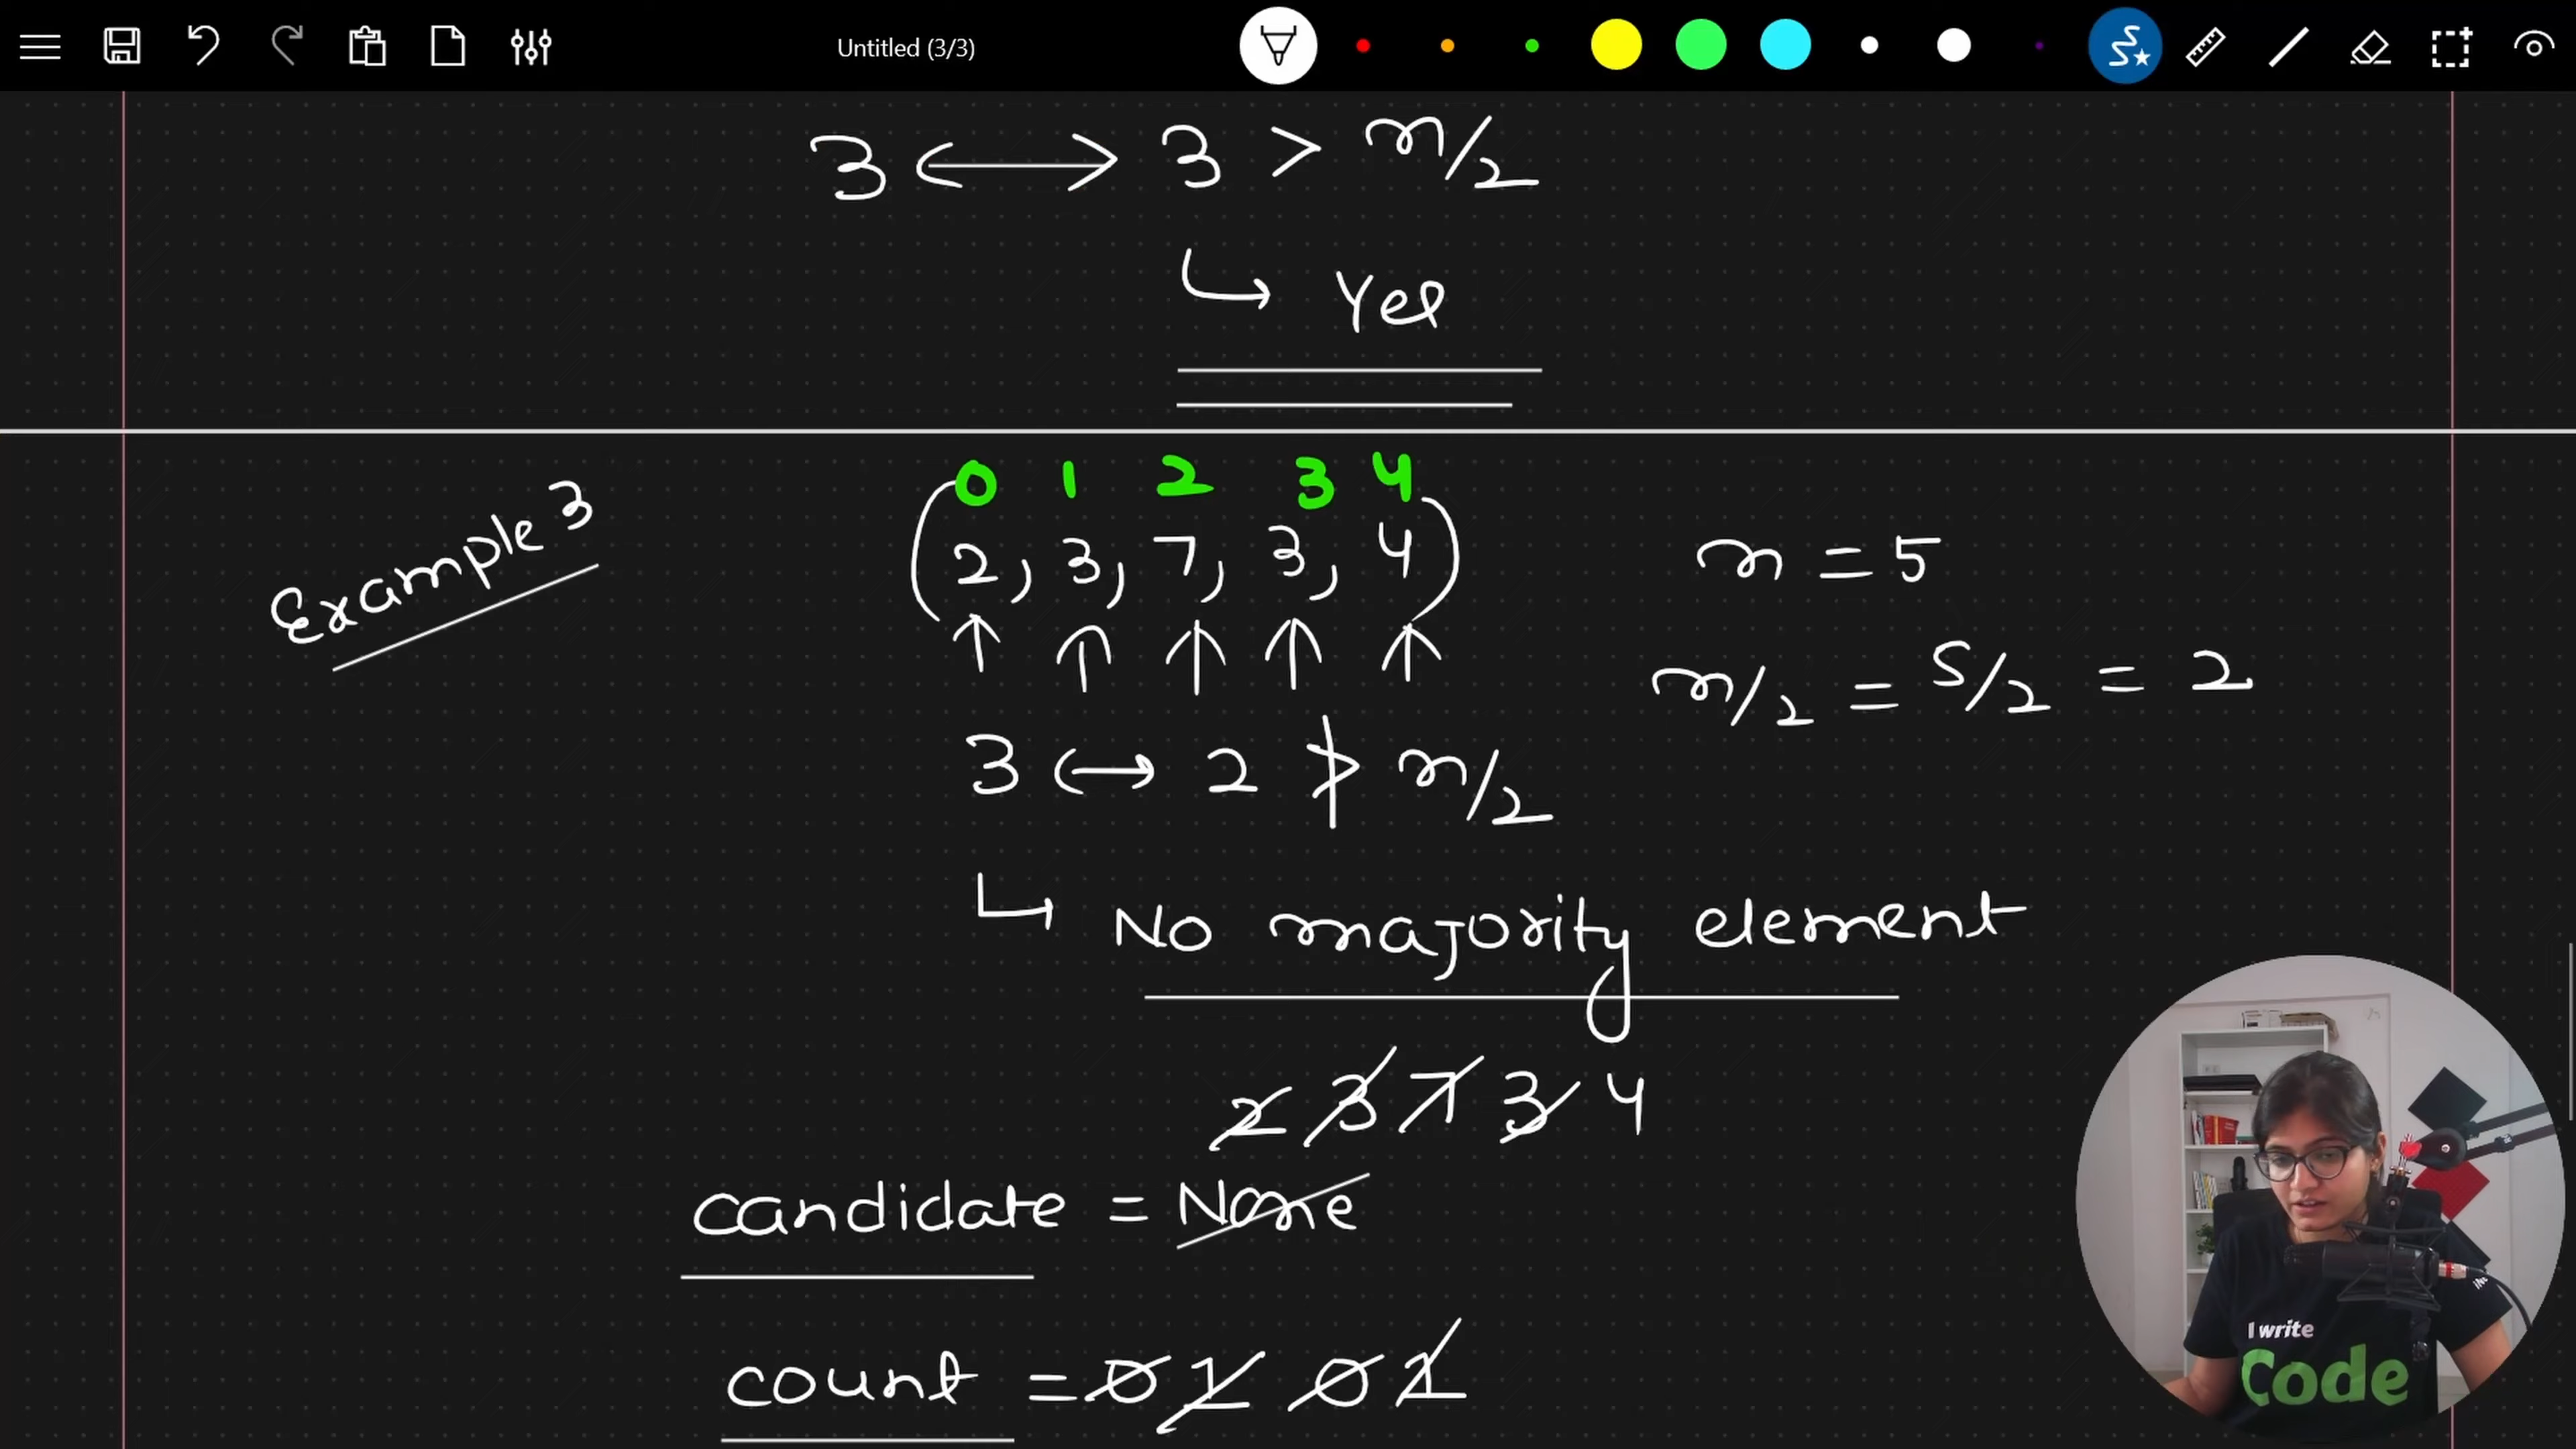 Untitled (3/3)
3 ⟷ 3 > n/2
↳ Yes
Example 3
0 1 2 3 4
(2, 3, 7, 3, 4)
↑ ↑ ↑ ↑ ↑
n = 5
n/2 = 5/2 = 2
3 ⟷ 2 ≯ n/2
↳ No majority element
2 3 7 3 4
candidate = None
count = 0 1 0 1
I write
Code